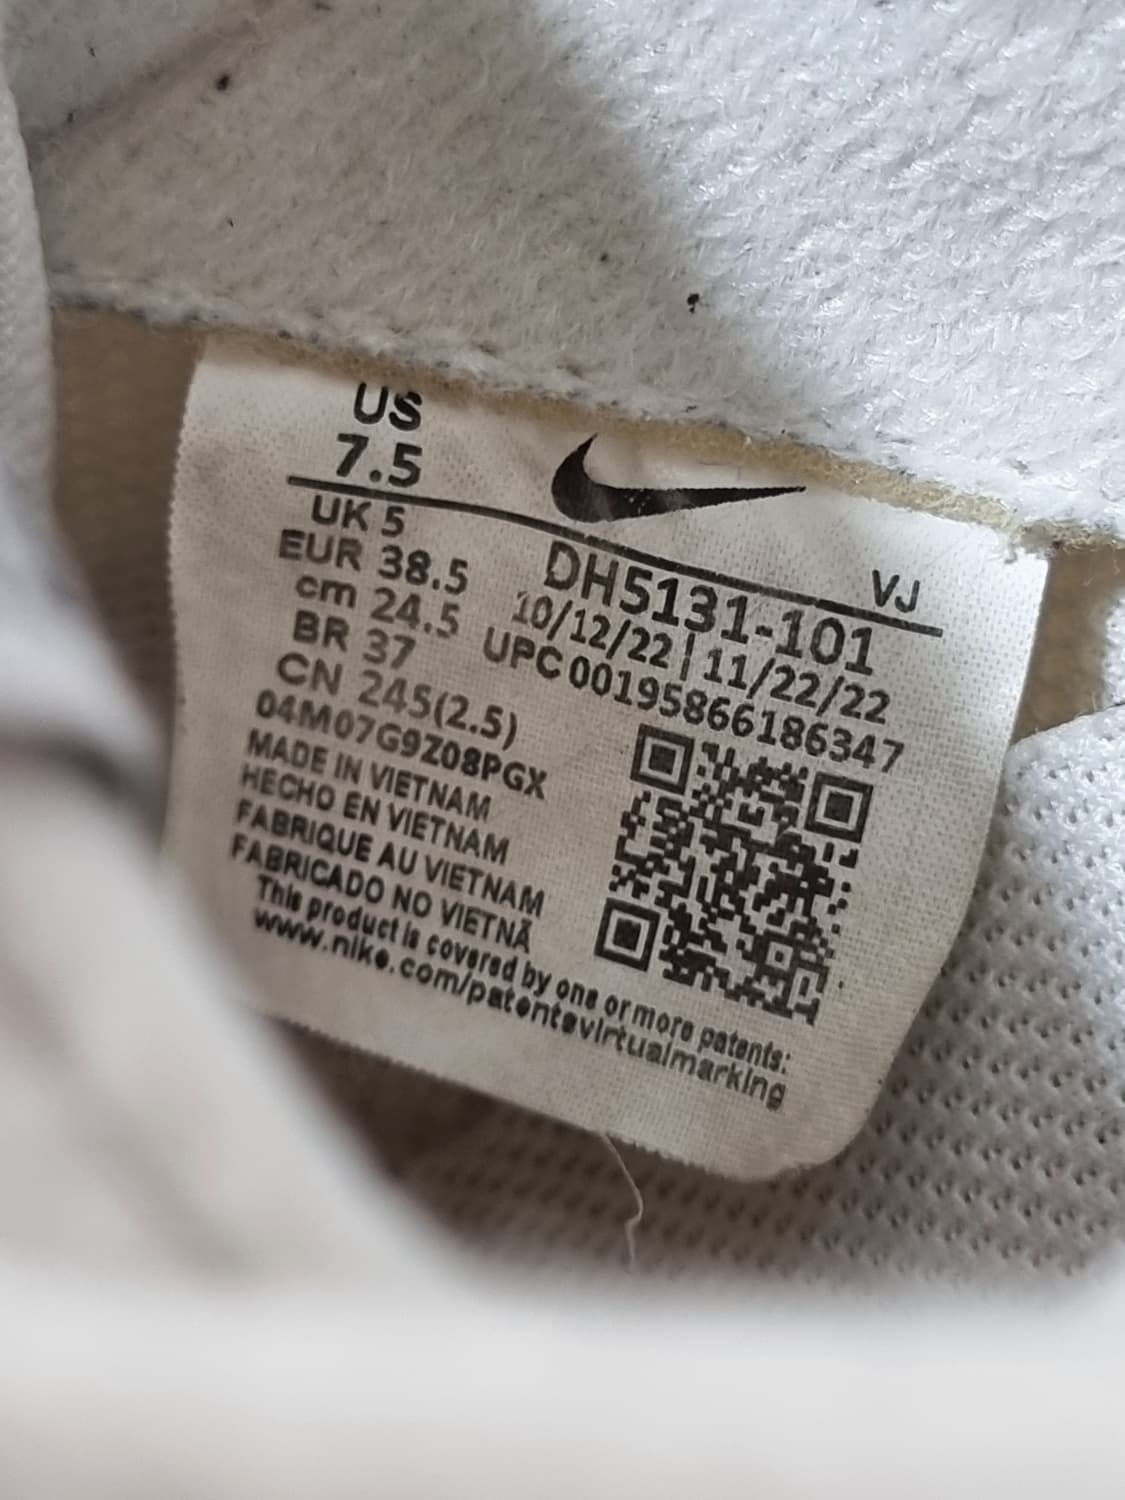 US
7.5
UK 5
EUR 38.5
cm 24.5
BR 37
CN 245(2.5)
04M07G9Z08PGX
VJ
DH5131-101
10/12/22 | 11/22/22
UPC 00195866186347
MADE IN VIETNAM
HECHO EN VIETNAM
FABRIQUE AU VIETNAM
FABRICADO NO VIETNÃ
This product is covered by one or more patents:
www.nike.com/patentsvirtualmarking